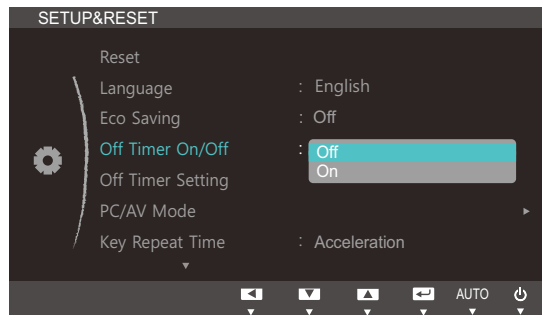 SETUP&RESET
Reset
Language : English
Eco Saving : Off
Off Timer On/Off : Off
On
Off Timer Setting
PC/AV Mode
Key Repeat Time : Acceleration
AUTO